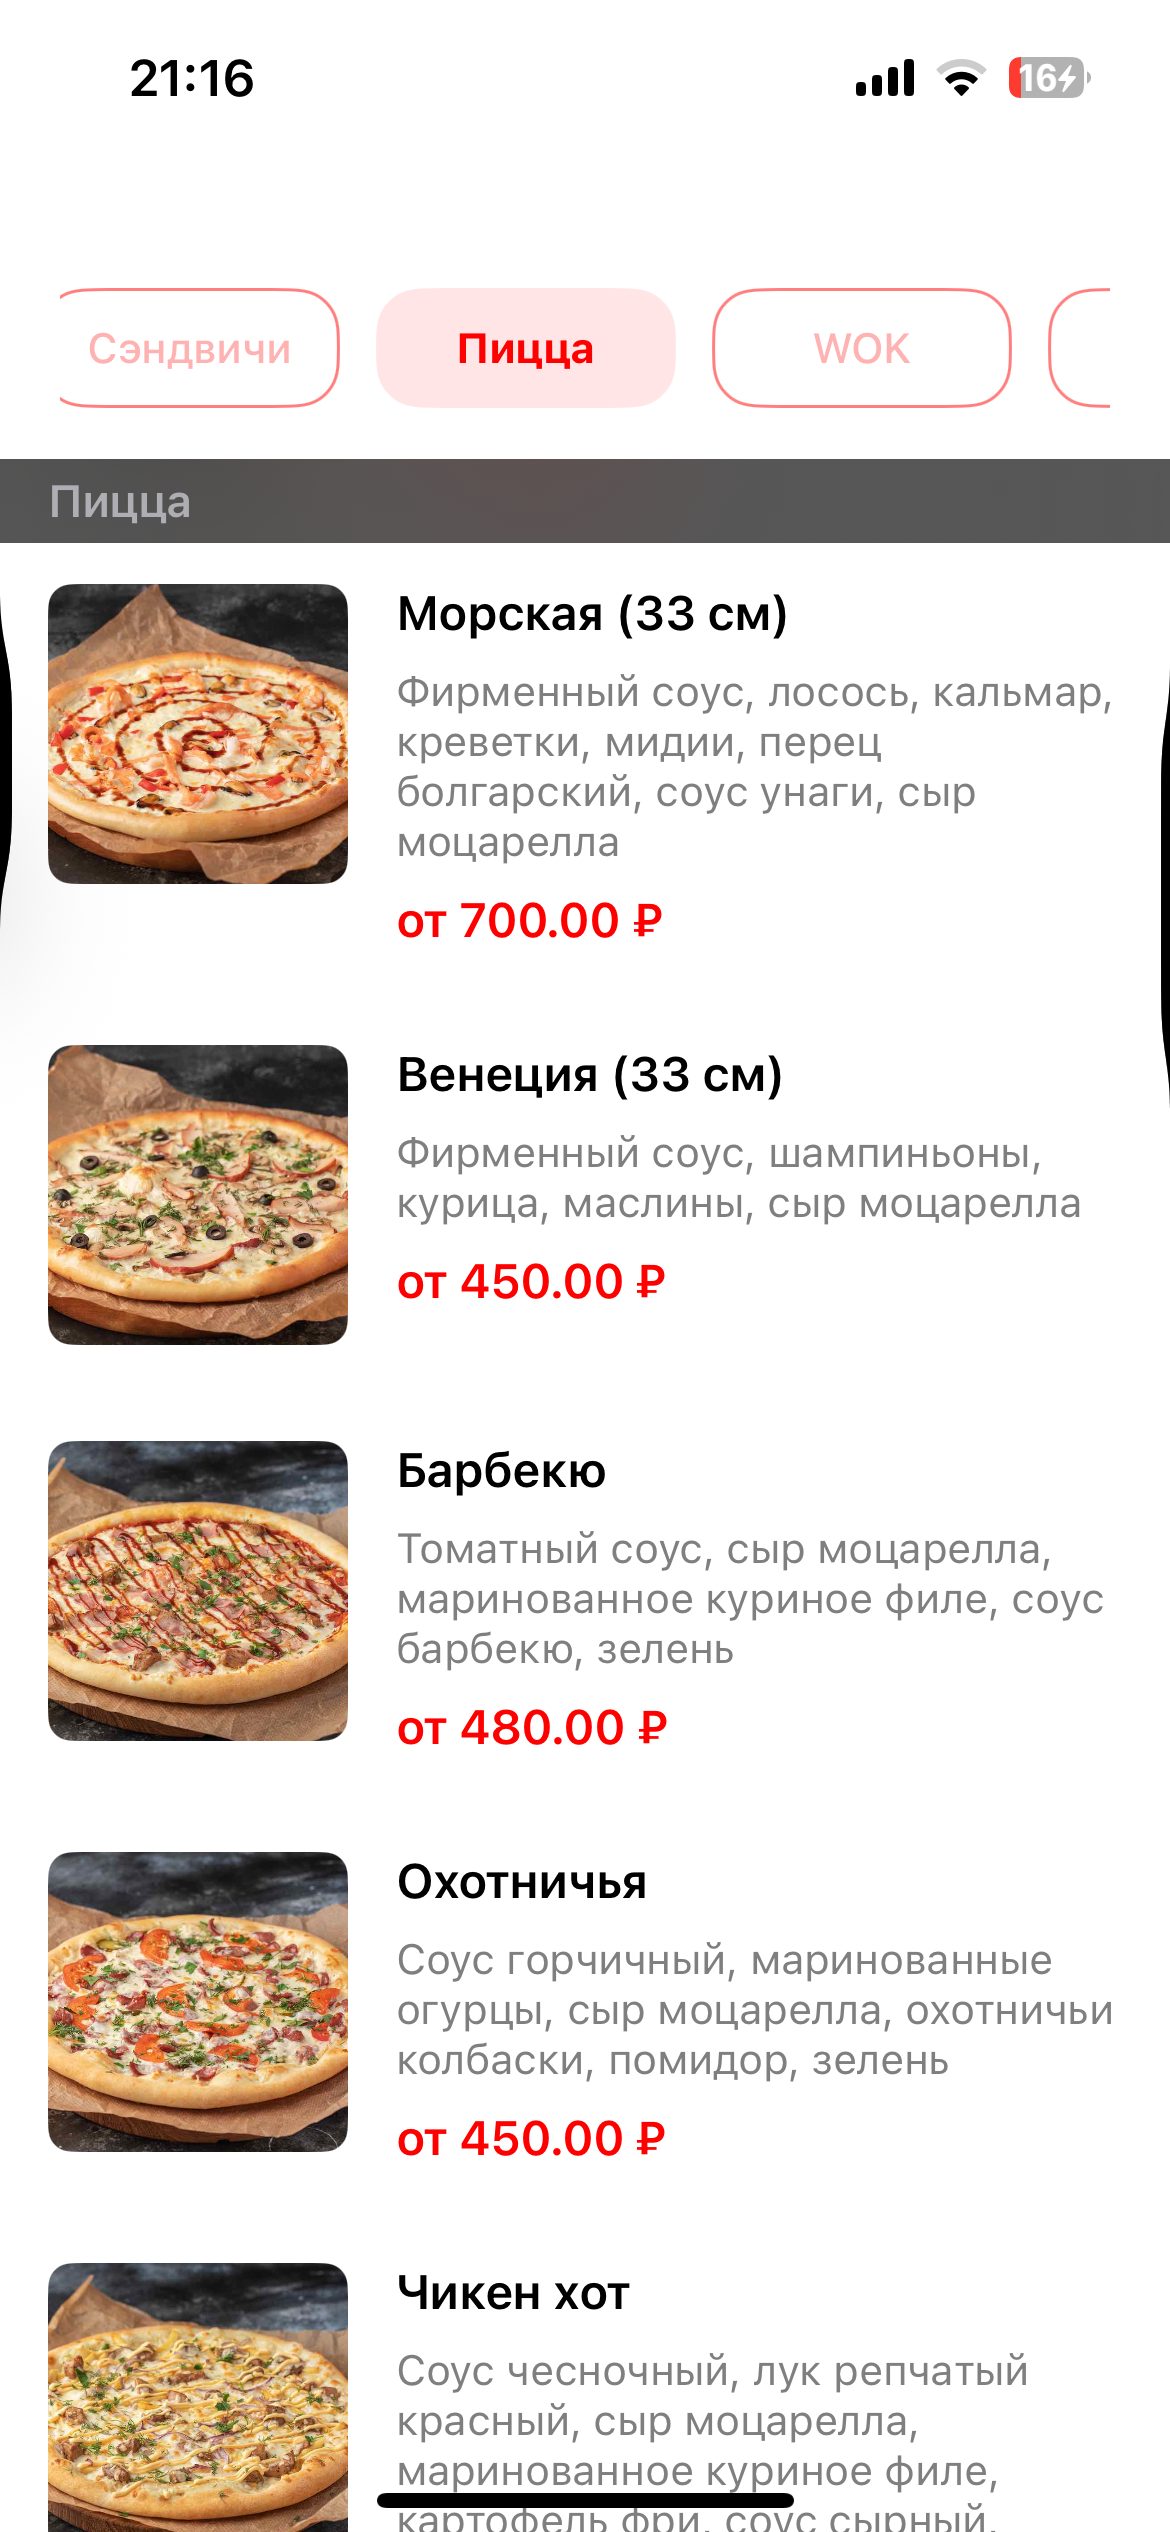 21:16
16
Сэндвичи
Пицца
WOK
Пицца
Морская (33 см)
Фирменный соус, лосось, кальмар,
креветки, мидии, перец
болгарский, соус унаги, сыр
моцарелла
от 700.00 ₽
Венеция (33 см)
Фирменный соус, шампиньоны,
курица, маслины, сыр моцарелла
от 450.00 ₽
Барбекю
Томатный соус, сыр моцарелла,
маринованное куриное филе, соус
барбекю, зелень
от 480.00 ₽
Охотничья
Соус горчичный, маринованные
огурцы, сыр моцарелла, охотничьи
колбаски, помидор, зелень
от 450.00 ₽
Чикен хот
Соус чесночный, лук репчатый
красный, сыр моцарелла,
маринованное куриное филе,
картофель фри, соус сырный,